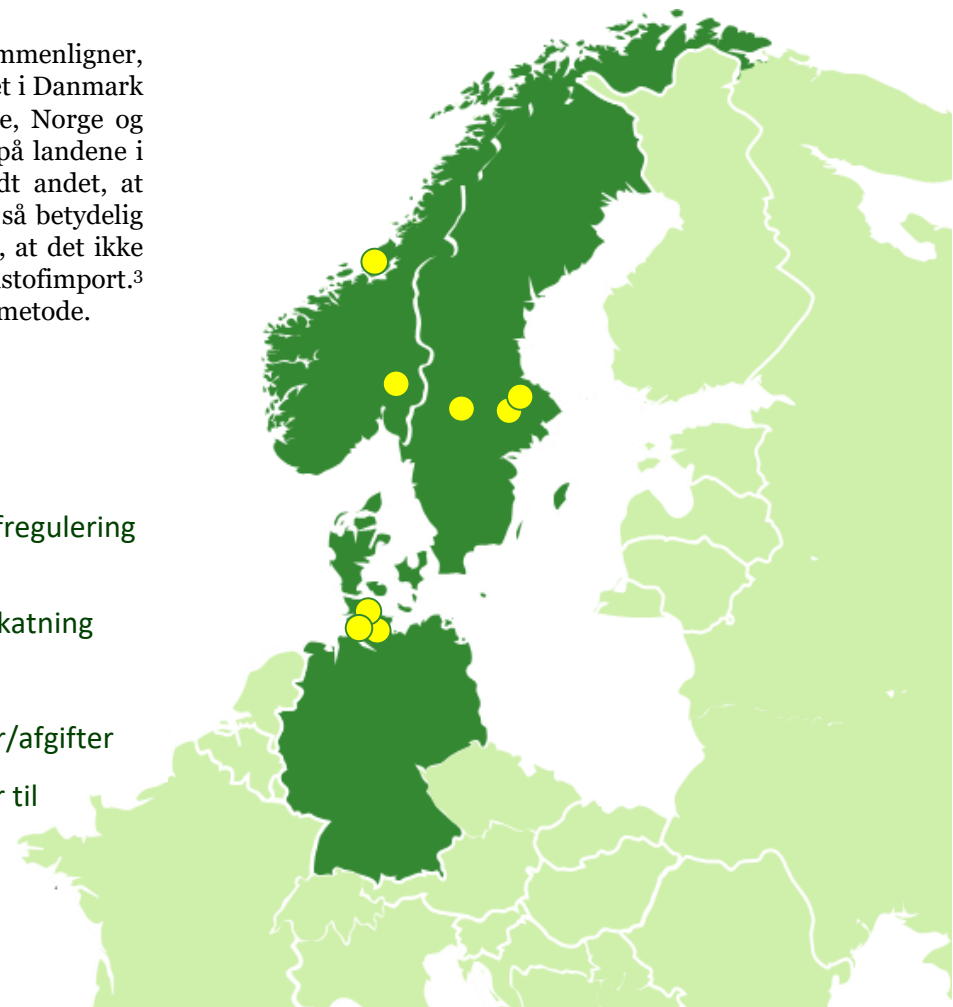 mmenligner,
et i Danmark
e, Norge og
på landene i
dt andet, at
så betydelig
, at det ikke
stofimport.³
metode.
fregulering
katning
r/afgifter
r til